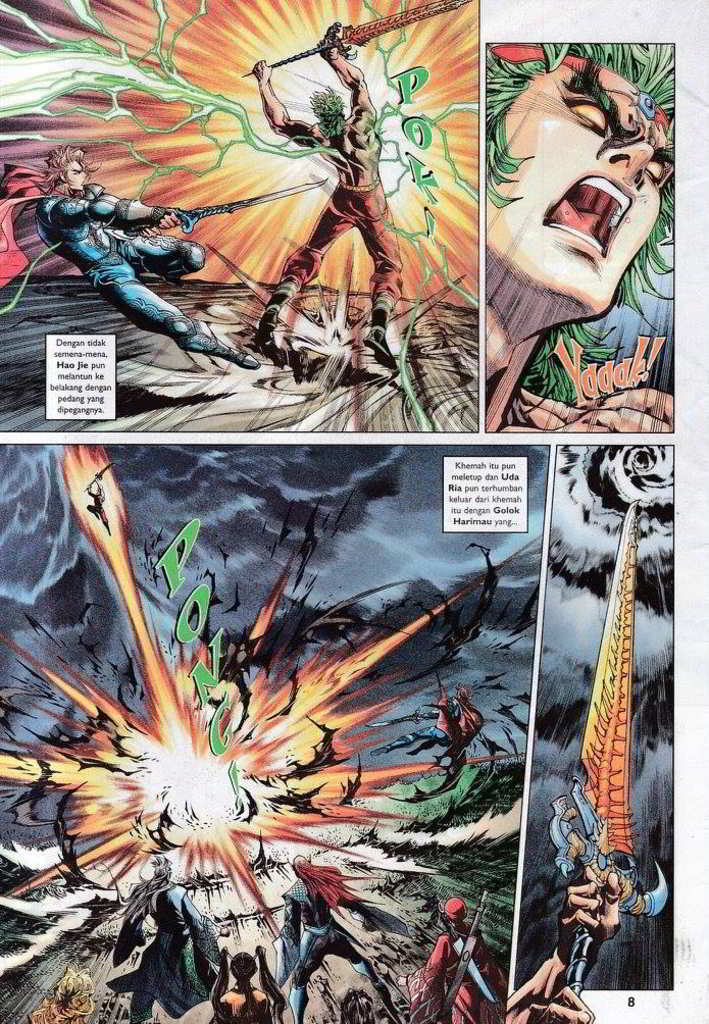 POK!
Dengan tidak
semena-mena,
Hao Jie pun
melantun ke
belakang dengan
pedang yang
dipegangnya.
Yaaak!
Khemah itu pun
meletup dan Uda
Ria pun terhumban
keluar dari khemah
itu dengan Golok
Harimau yang...
PONGG!
8